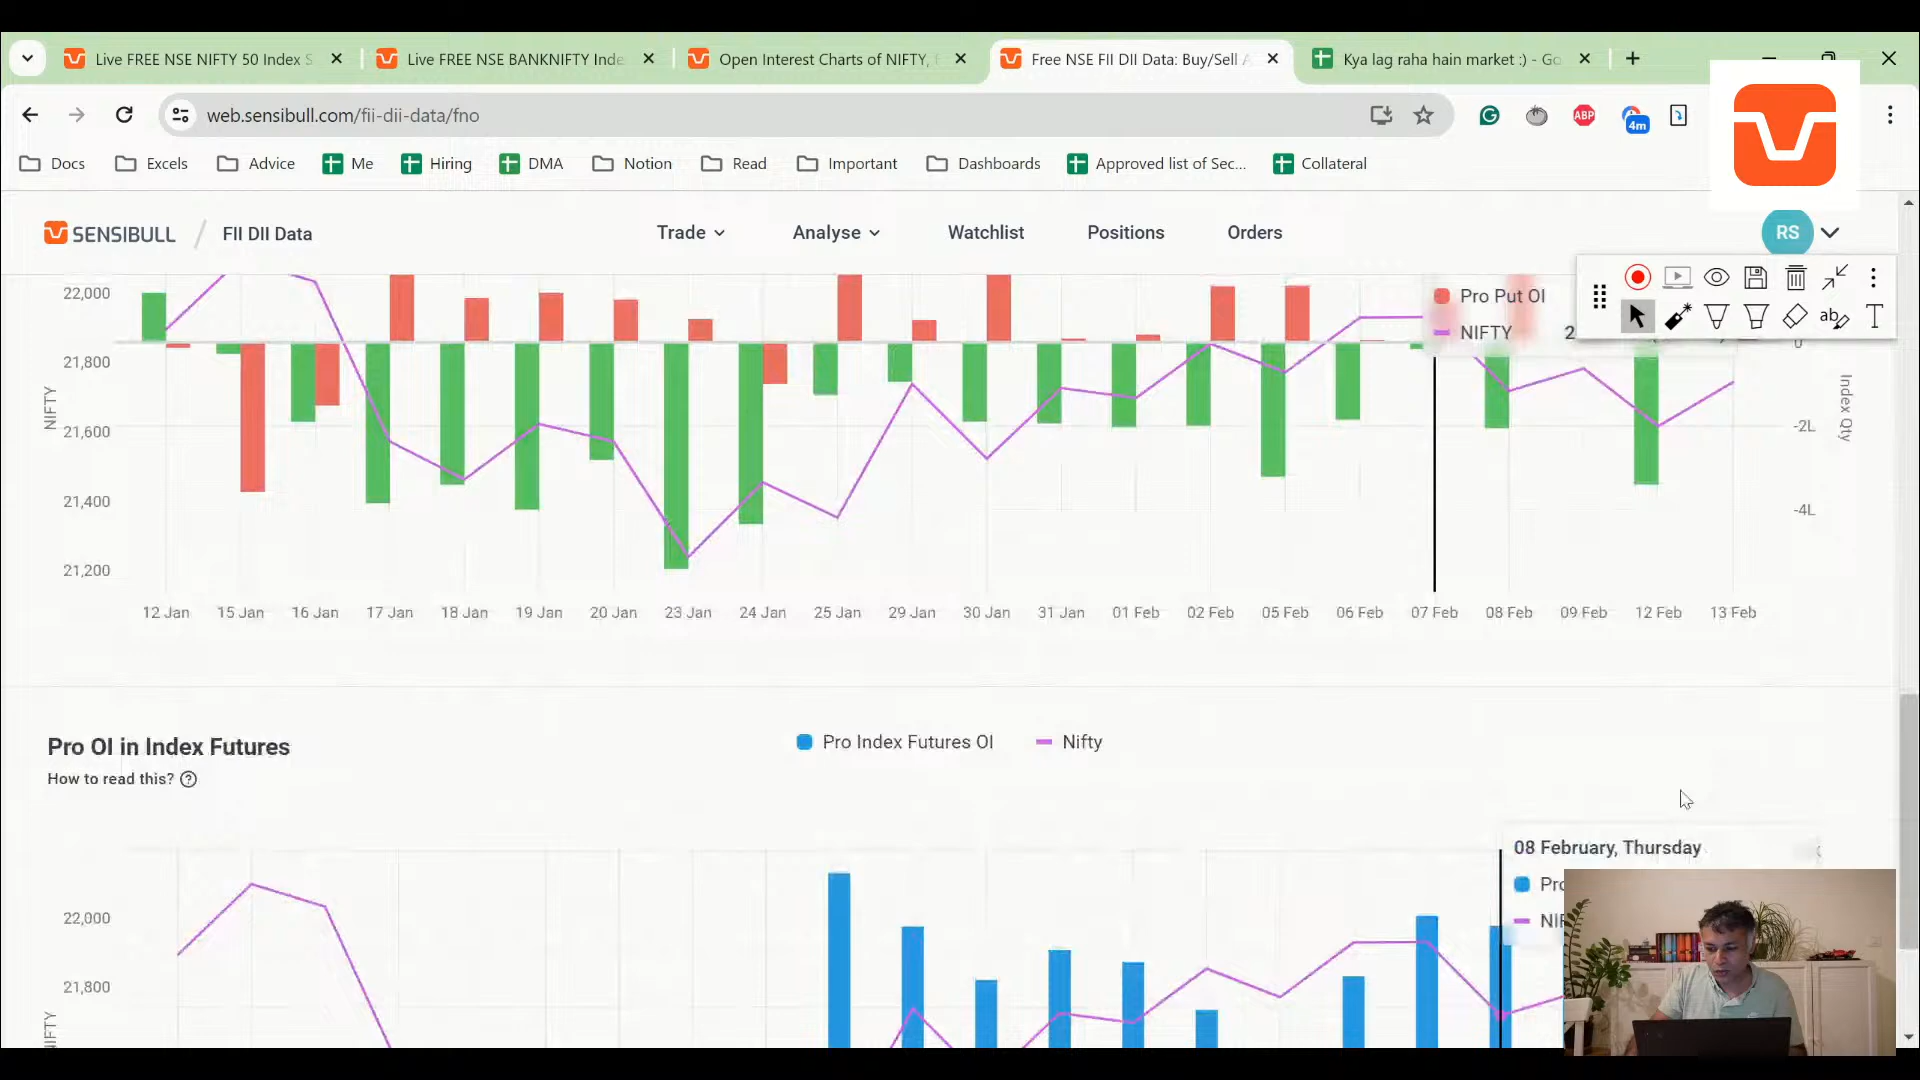 Live FREE NSE NIFTY 50 Index S
Live FREE NSE BANKNIFTY Inde
Open Interest Charts of NIFTY,
Free NSE FII DII Data: Buy/Sell A
Kya lag raha hain market :) - Go
web.sensibull.com/fii-dii-data/fno
ABP
4m
Docs
Excels
Advice
Me
Hiring
DMA
Notion
Read
Important
Dashboards
Approved list of Sec...
Collateral
SENSIBULL
/
FII DII Data
Trade
Analyse
Watchlist
Positions
Orders
RS
22,000
21,800
21,600
21,400
21,200
NIFTY
Pro Put OI
NIFTY
2
ab
T
0
-2L
-4L
Index Qty
12 Jan
15 Jan
16 Jan
17 Jan
18 Jan
19 Jan
20 Jan
23 Jan
24 Jan
25 Jan
29 Jan
30 Jan
31 Jan
01 Feb
02 Feb
05 Feb
06 Feb
07 Feb
08 Feb
09 Feb
12 Feb
13 Feb
Pro OI in Index Futures
How to read this?
Pro Index Futures OI
Nifty
08 February, Thursday
Pro
NIF
22,000
21,800
NIFTY